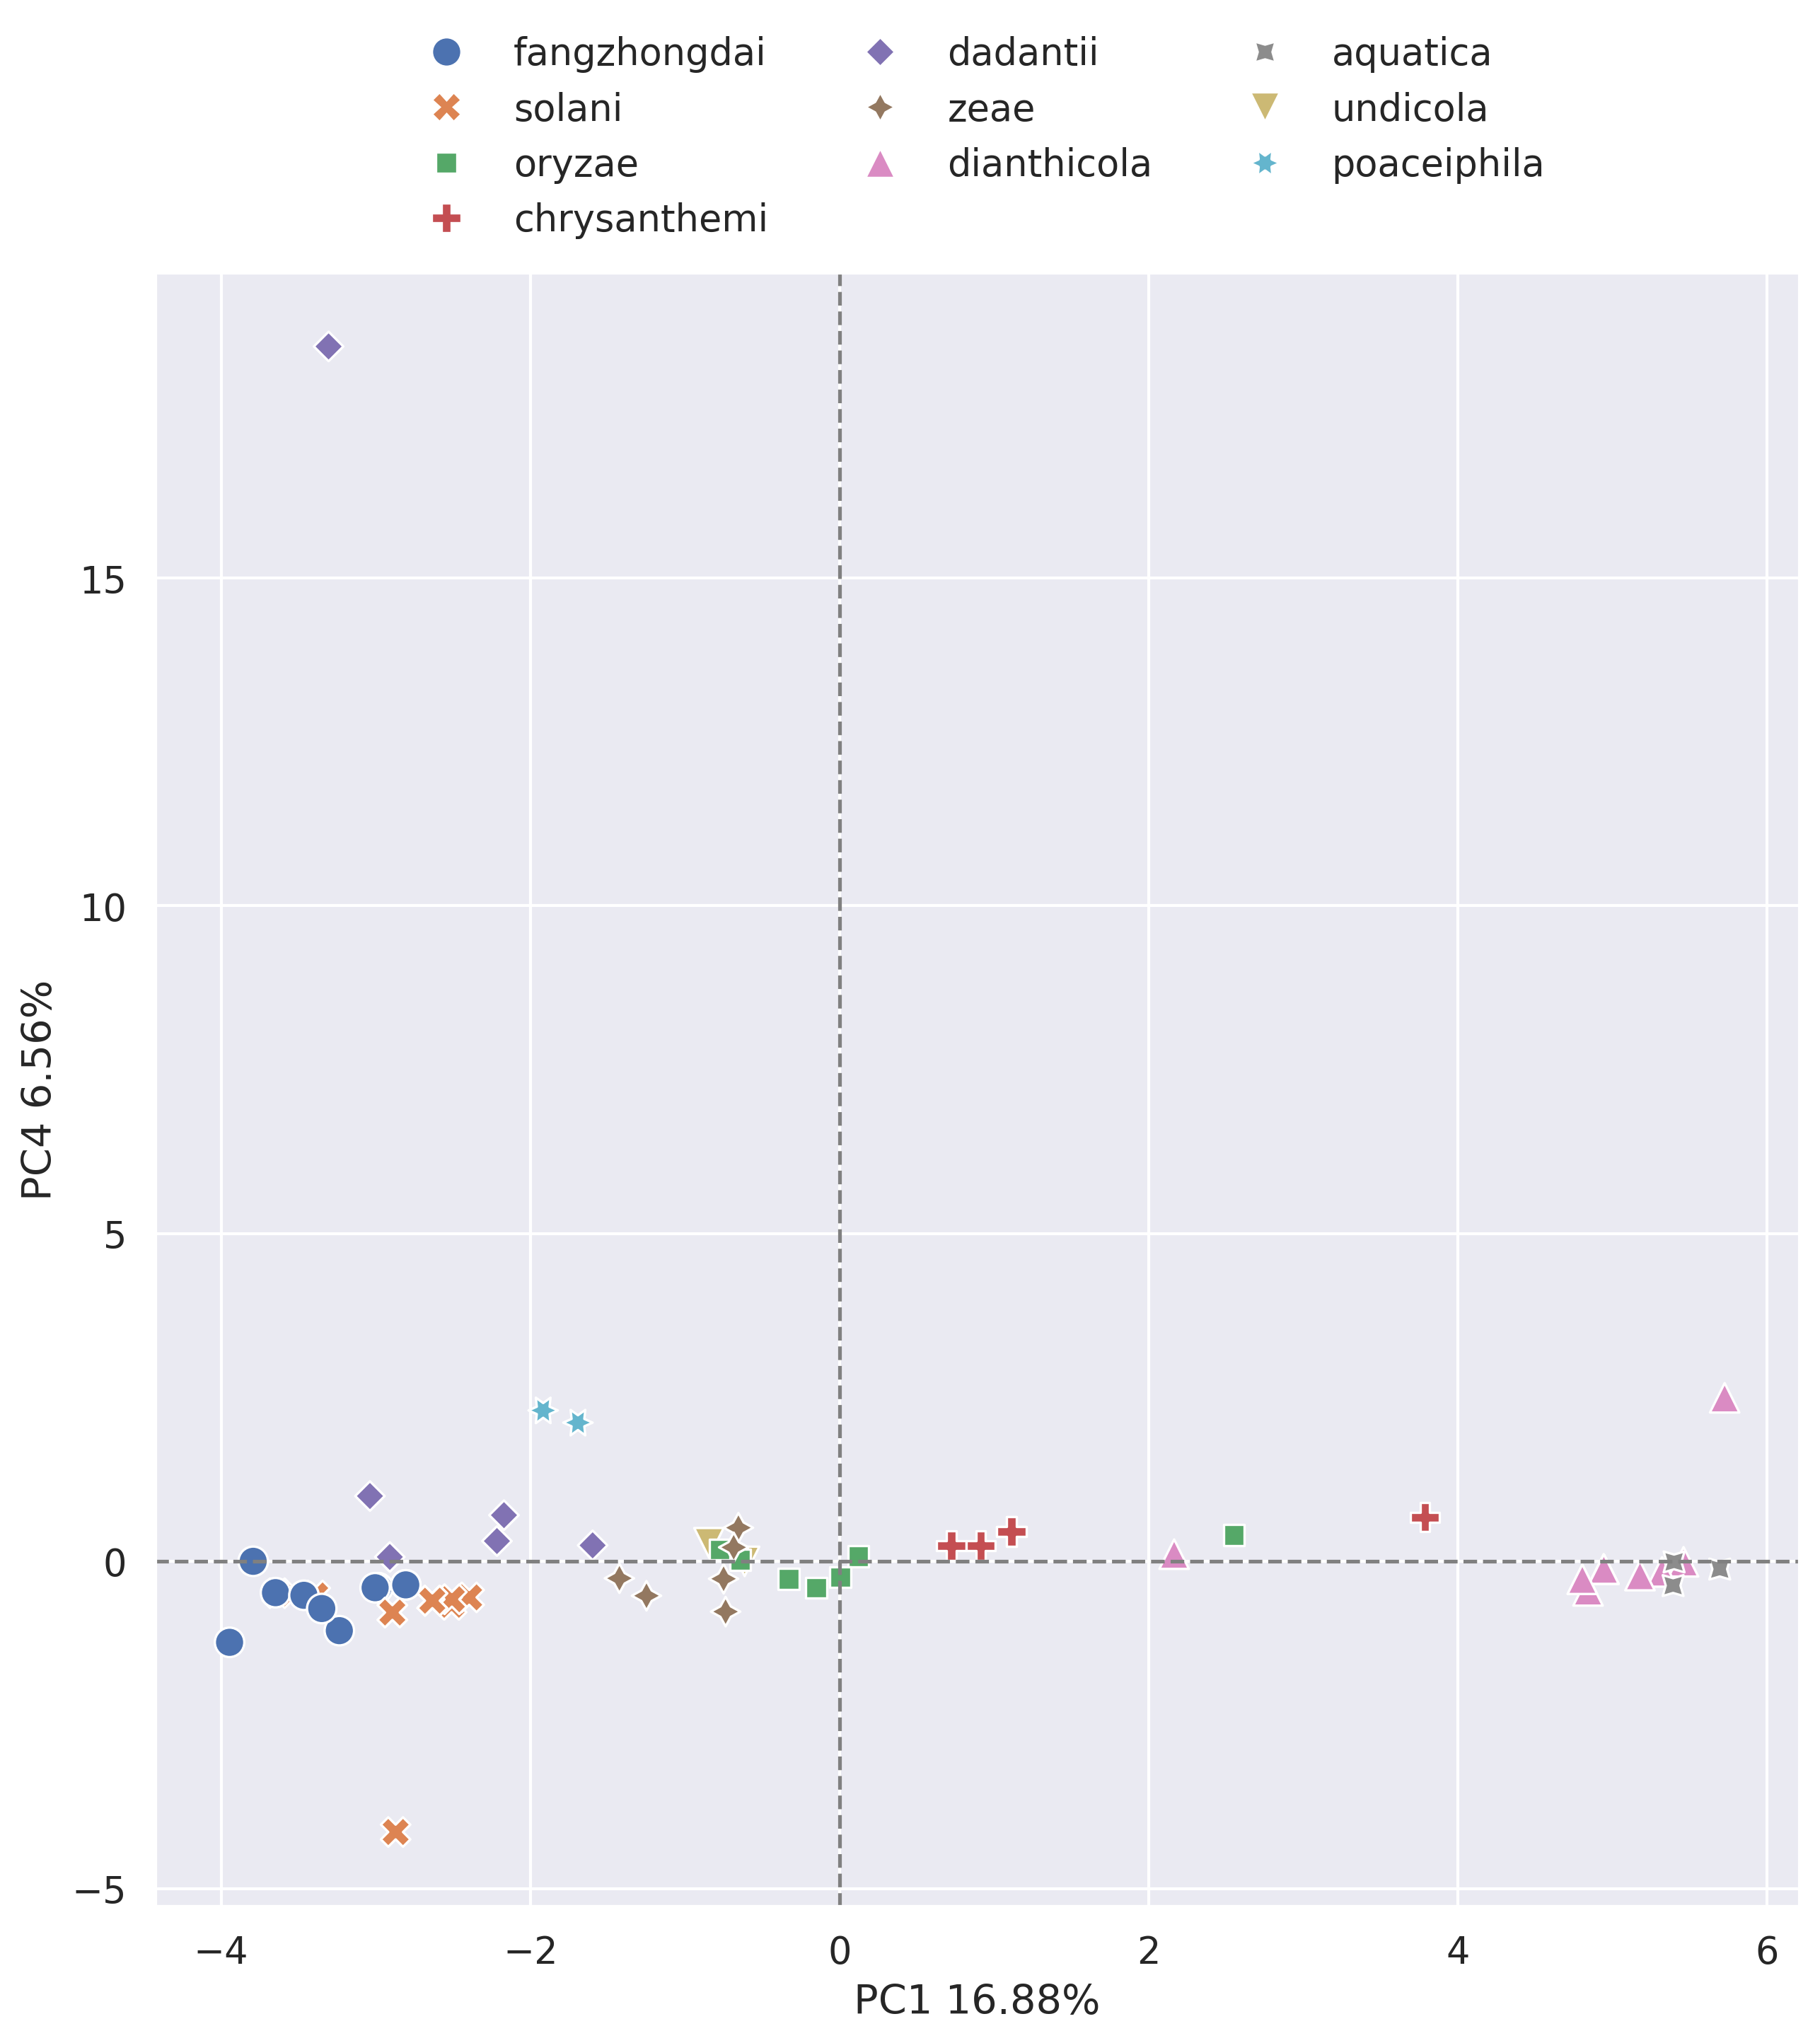 fangzhongdai
solani
oryzae
chrysanthemi
dadantii
zeae
dianthicola
aquatica
undicola
poaceiphila
15
10
5
0
−5
PC4 6.56%
−4 −2 0 2 4 6
PC1 16.88%